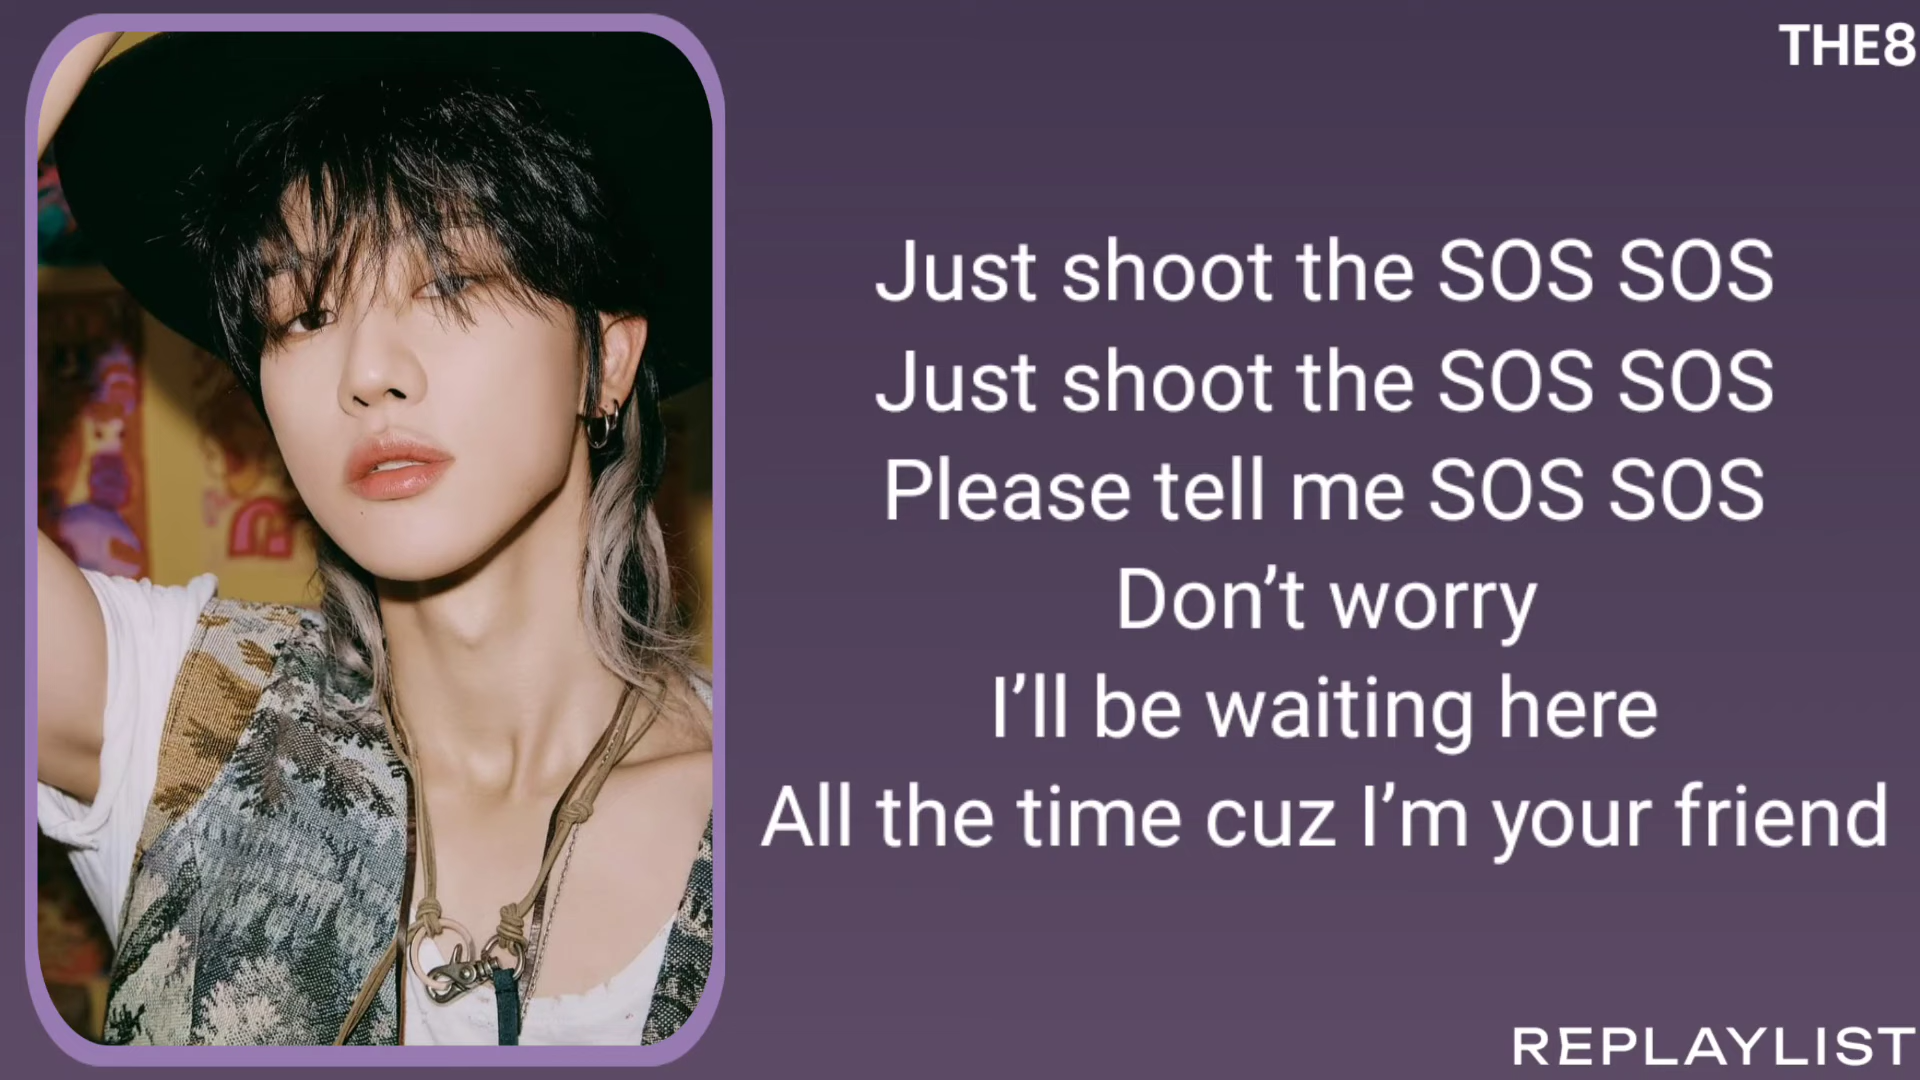 THE8
Just shoot the SOS SOS
Just shoot the SOS SOS
Please tell me SOS SOS
Don’t worry
I’ll be waiting here
All the time cuz I’m your friend
REPLAYLIST